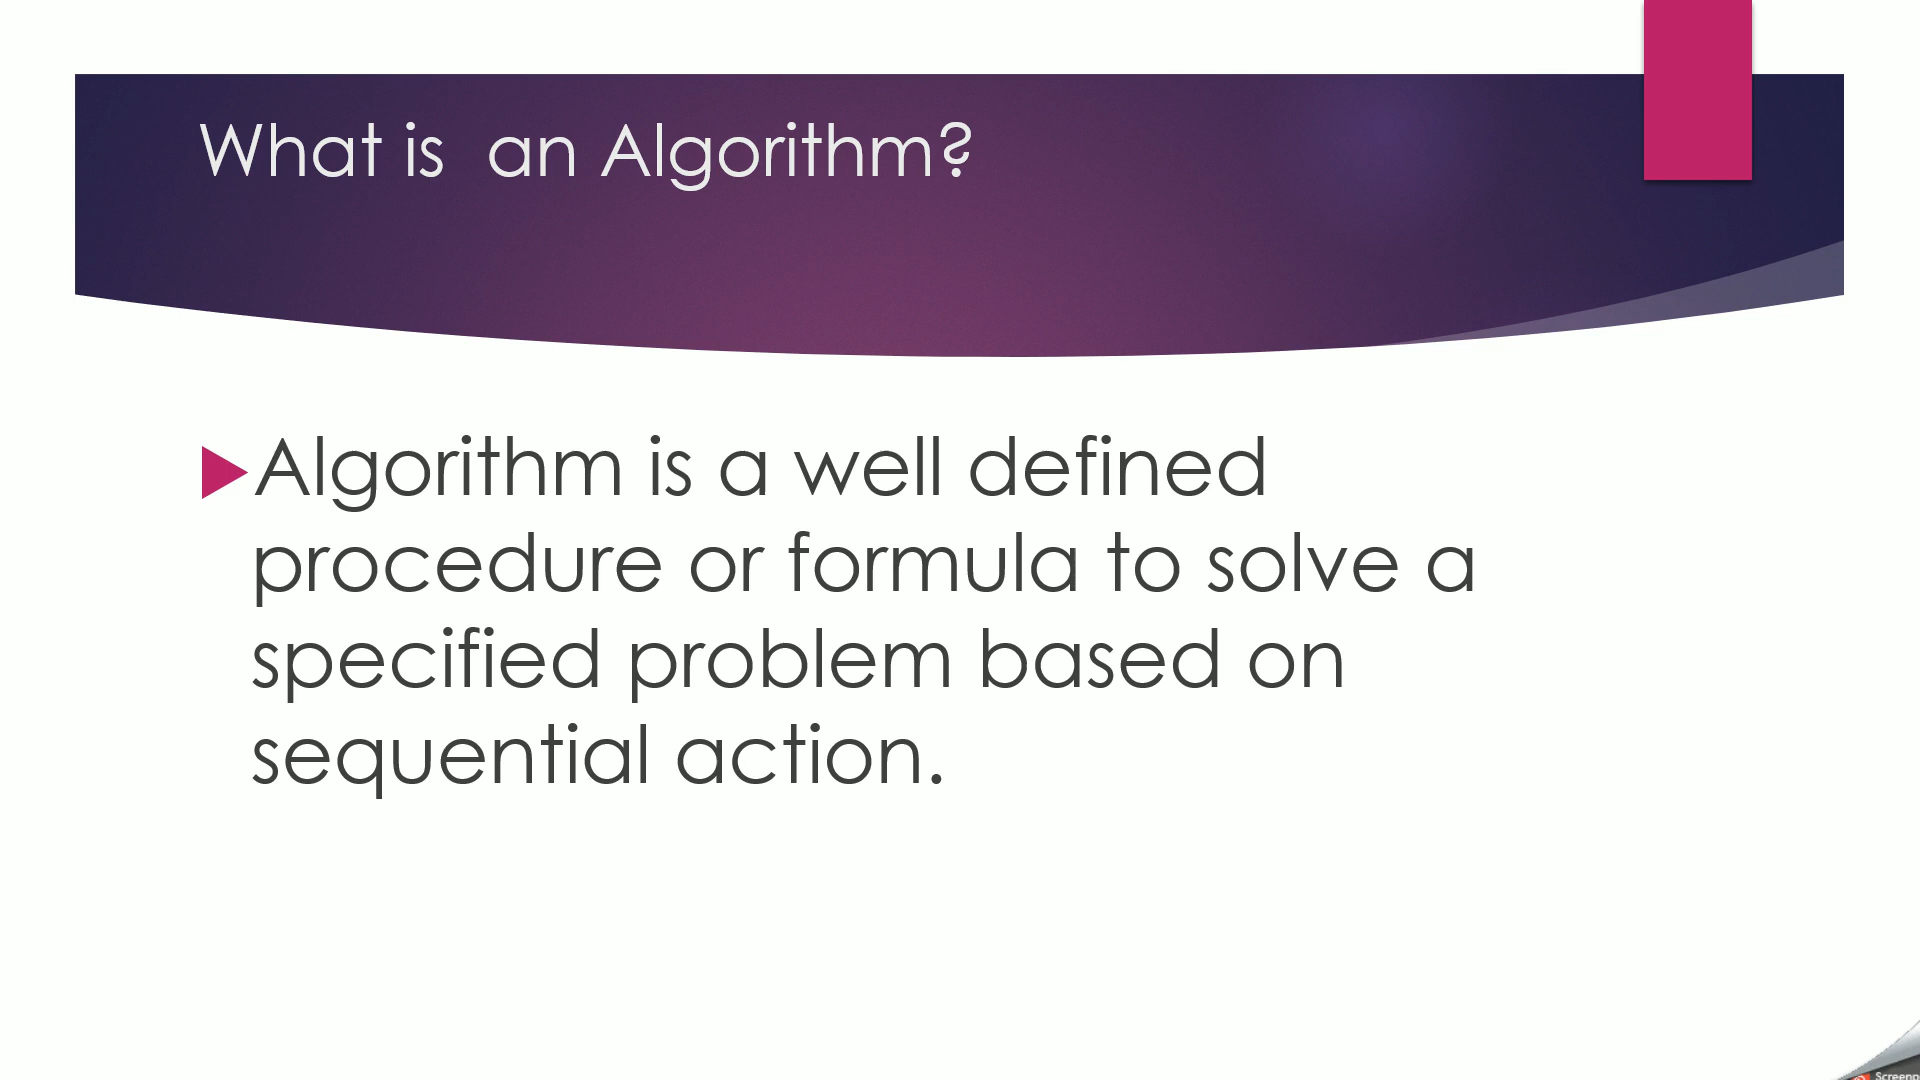 What is  an Algorithm?
Algorithm is a well defined
procedure or formula to solve a
specified problem based on
sequential action.